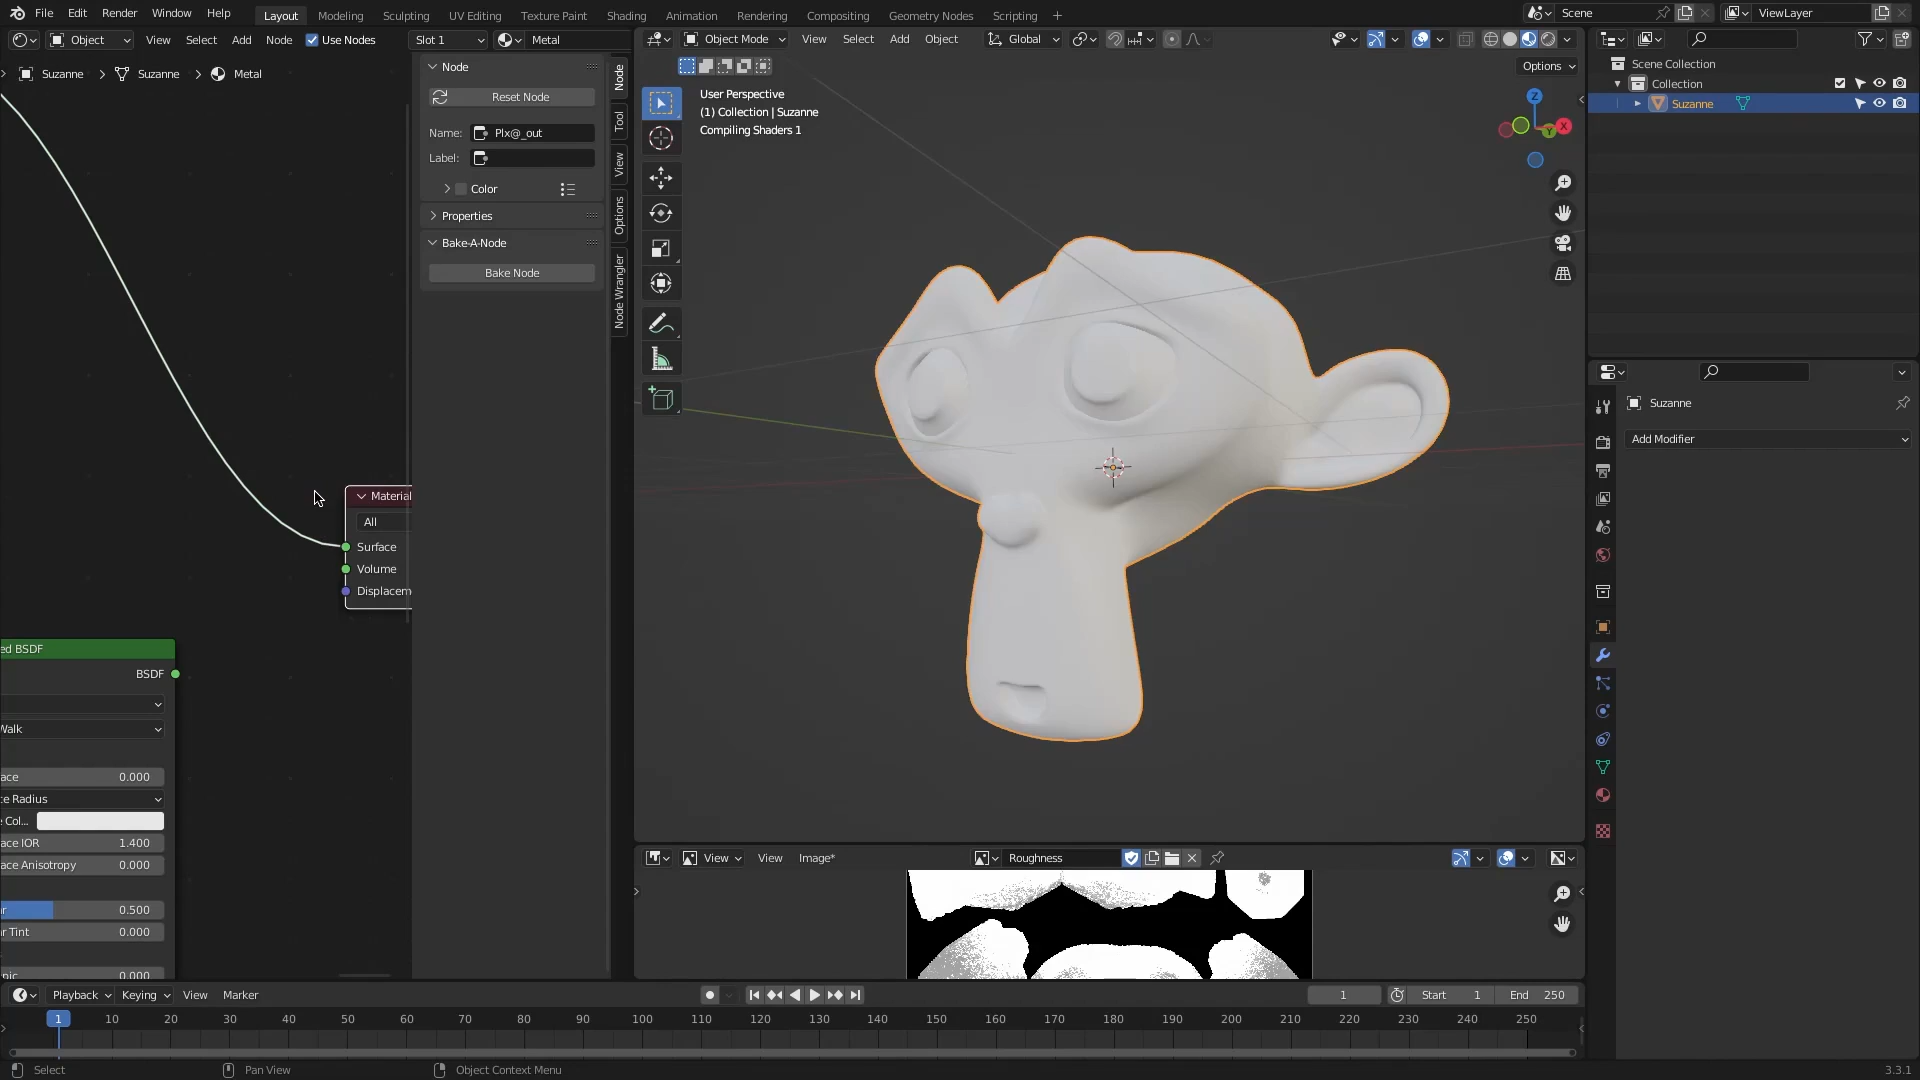 File Edit Render Window Help Layout Modeling Sculpting UV Editing Texture Paint Shading Animation Rendering Compositing Geometry Nodes Scripting + Scene ViewLayer
Object View Select Add Node Use Nodes Slot 1 Metal
Object Mode View Select Add Object Global
Options
Suzanne > Suzanne > Metal
Node
Reset Node
Name: Plx@_out
Label:
Color
Properties
Bake-A-Node
Bake Node
Node
Tool
View
Options
Node Wrangler
Material
All
Surface
Volume
Displacem
ed BSDF
BSDF
Walk
ace 0.000
e Radius
e Col...
ace IOR 1.400
ace Anisotropy 0.000
r 0.500
r Tint 0.000
pic 0.000
User Perspective
(1) Collection | Suzanne
Compiling Shaders 1
Z
X
Y
Scene Collection
Collection
Suzanne
Suzanne
Add Modifier
View View Image* Roughness
Playback Keying View Marker 1 Start 1 End 250
1 10 20 30 40 50 60 70 80 90 100 110 120 130 140 150 160 170 180 190 200 210 220 230 240 250
Select Pan View Object Context Menu 3.3.1